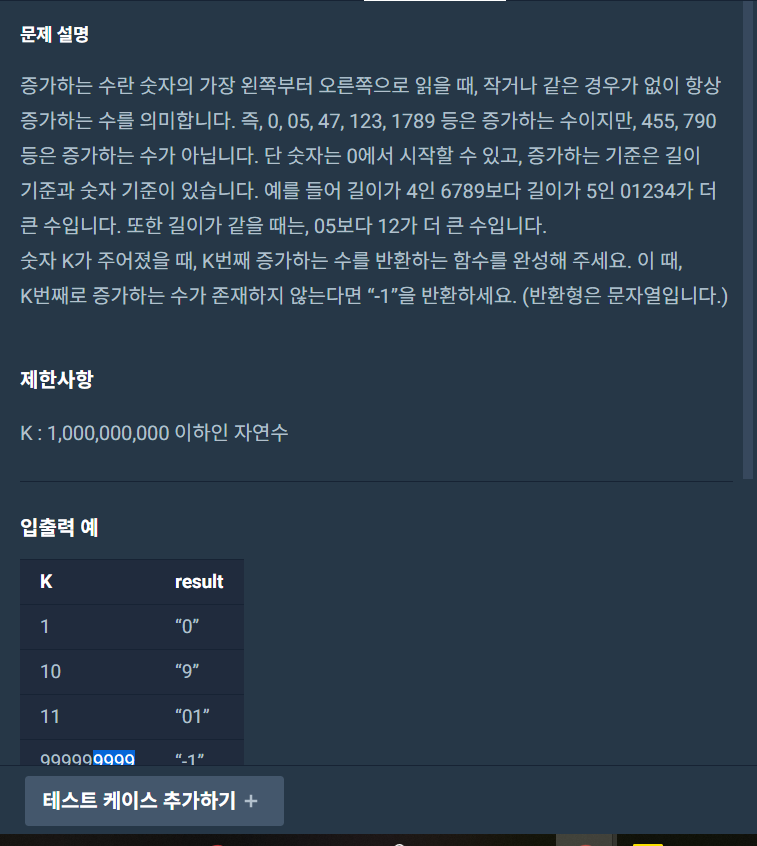 문제 설명
증가하는 수란 숫자의 가장 왼쪽부터 오른쪽으로 읽을 때, 작거나 같은 경우가 없이 항상
증가하는 수를 의미합니다. 즉, 0, 05, 47, 123, 1789 등은 증가하는 수이지만, 455, 790
등은 증가하는 수가 아닙니다. 단 숫자는 0에서 시작할 수 있고, 증가하는 기준은 길이
기준과 숫자 기준이 있습니다. 예를 들어 길이가 4인 6789보다 길이가 5인 01234가 더
큰 수입니다. 또한 길이가 같을 때는, 05보다 12가 더 큰 수입니다.
숫자 K가 주어졌을 때, K번째 증가하는 수를 반환하는 함수를 완성해 주세요. 이 때,
K번째로 증가하는 수가 존재하지 않는다면 “-1”을 반환하세요. (반환형은 문자열입니다.)
제한사항
K : 1,000,000,000 이하인 자연수
입출력 예
K result
1 “0”
10 “9”
11 “01”
999999999 “-1”
테스트 케이스 추가하기 +